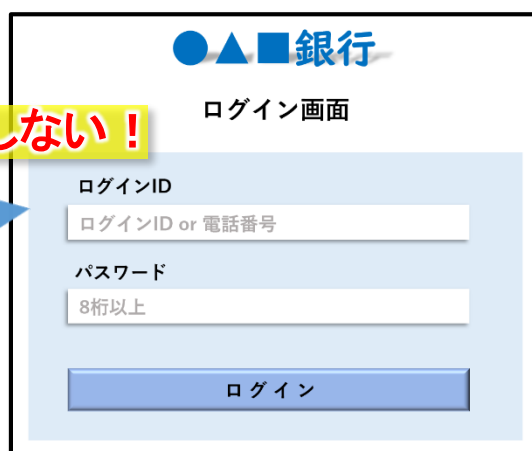 ●▲■銀行
ログイン画面
しない！
ログインID
ログインID or 電話番号
パスワード
8桁以上
ログイン